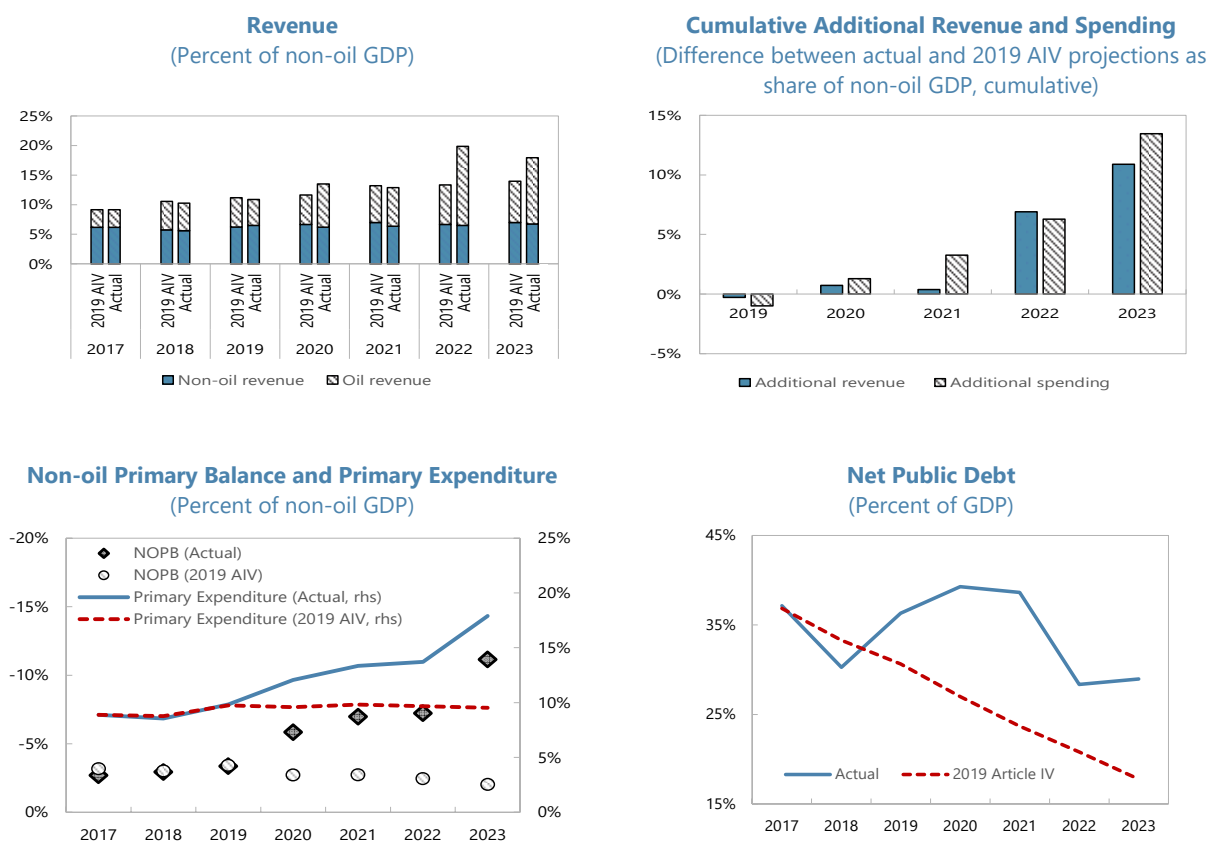 Revenue
(Percent of non-oil GDP)
25%
20%
15%
10%
5%
0%
2019 AIV
Actual
2019 AIV
Actual
2019 AIV
Actual
2019 AIV
Actual
2019 AIV
Actual
2019 AIV
Actual
2019 AIV
Actual
2017 2018 2019 2020 2021 2022 2023
Non-oil revenue Oil revenue
Cumulative Additional Revenue and Spending
(Difference between actual and 2019 AIV projections as
share of non-oil GDP, cumulative)
15%
10%
5%
0%
-5%
2019 2020 2021 2022 2023
Additional revenue Additional spending
Non-oil Primary Balance and Primary Expenditure
(Percent of non-oil GDP)
-20%
-15%
-10%
-5%
0%
NOPB (Actual)
NOPB (2019 AIV)
Primary Expenditure (Actual, rhs)
Primary Expenditure (2019 AIV, rhs)
25%
20%
15%
10%
5%
0%
2017 2018 2019 2020 2021 2022 2023
Net Public Debt
(Percent of GDP)
45%
35%
25%
15%
Actual 2019 Article IV
2017 2018 2019 2020 2021 2022 2023